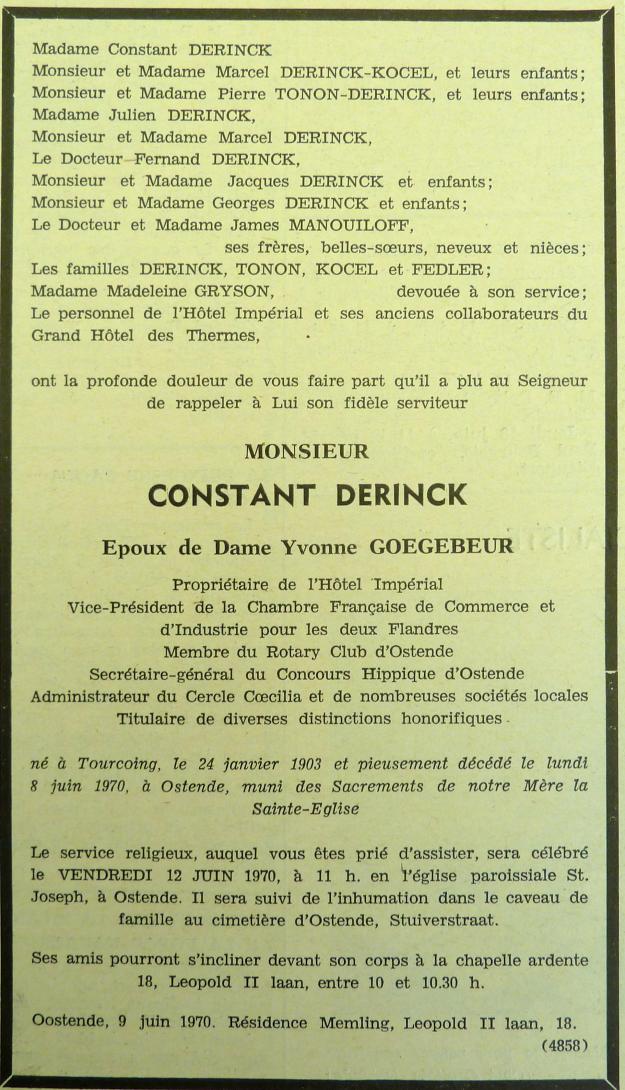 Madame Constant DERINCK
Monsieur et Madame Marcel DERINCK-KOCEL, et leurs enfants;
Monsieur et Madame Pierre TONON-DERINCK, et leurs enfants;
Madame Julien DERINCK,
Monsieur et Madame Marcel DERINCK,
Le Docteur Fernand DERINCK,
Monsieur et Madame Jacques DERINCK et enfants;
Monsieur et Madame Georges DERINCK et enfants;
Le Docteur et Madame James MANOUILOFF,
ses frères, belles-sœurs, neveux et nièces;
Les familles DERINCK, TONON, KOCEL et FEDLER;
Madame Madeleine GRYSON, devouée à son service;
Le personnel de l'Hôtel Impérial et ses anciens collaborateurs du
Grand Hôtel des Thermes,
ont la profonde douleur de vous faire part qu'il a plu au Seigneur
de rappeler à Lui son fidèle serviteur
MONSIEUR
CONSTANT DERINCK
Epoux de Dame Yvonne GOEGEBEUR
Propriétaire de l'Hôtel Impérial
Vice-Président de la Chambre Française de Commerce et
d'Industrie pour les deux Flandres
Membre du Rotary Club d'Ostende
Secrétaire-général du Concours Hippique d'Ostende
Administrateur du Cercle Cœcilia et de nombreuses sociétés locales
Titulaire de diverses distinctions honorifiques
né à Tourcoing, le 24 janvier 1903 et pieusement décédé le lundi
8 juin 1970, à Ostende, muni des Sacrements de notre Mère la
Sainte-Eglise
Le service religieux, auquel vous êtes prié d'assister, sera célébré
le VENDREDI 12 JUIN 1970, à 11 h. en l'église paroissiale St.
Joseph, à Ostende. Il sera suivi de l'inhumation dans le caveau de
famille au cimetière d'Ostende, Stuiverstraat.
Ses amis pourront s'incliner devant son corps à la chapelle ardente
18, Leopold II laan, entre 10 et 10.30 h.
Oostende, 9 juin 1970. Résidence Memling, Leopold II laan, 18.
(4858)